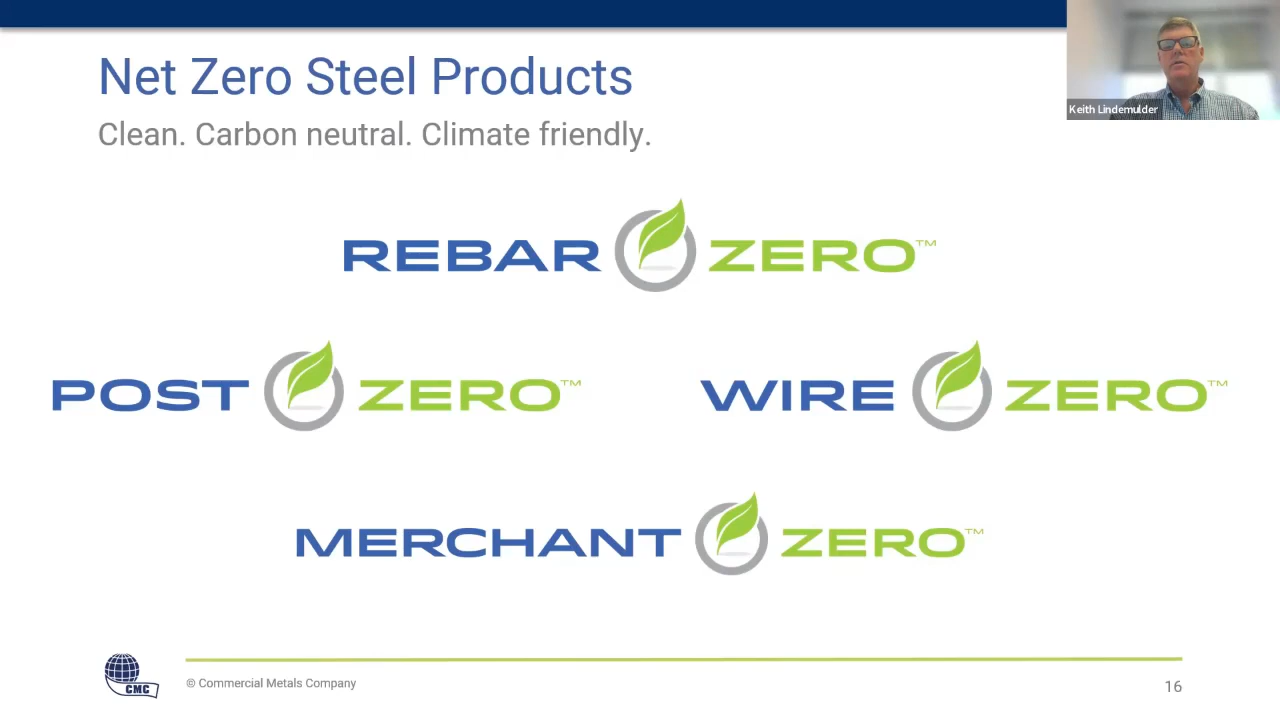 Net Zero Steel Products
Clean. Carbon neutral. Climate friendly.
Keith Lindemulder
REBAR ZERO™
POST ZERO™
WIRE ZERO™
MERCHANT ZERO™
CMC
© Commercial Metals Company
16